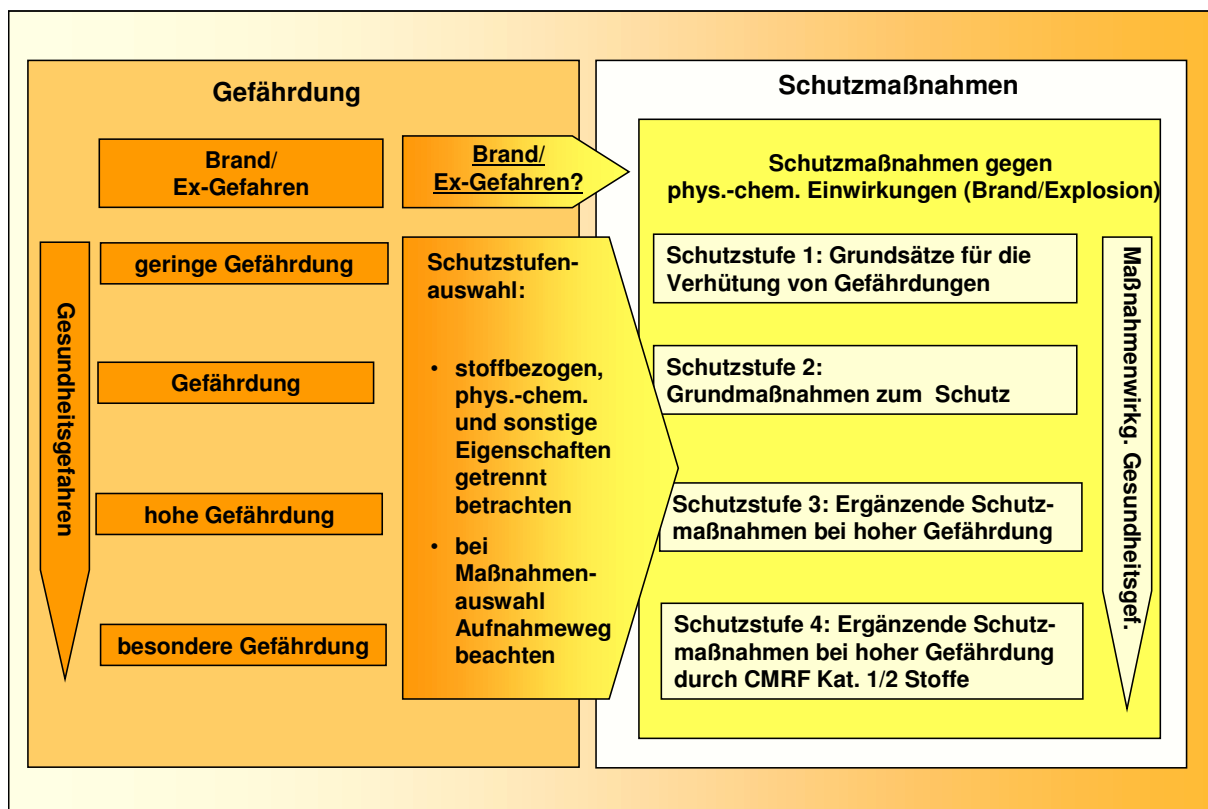 Gefährdung
Brand/
Ex-Gefahren
Brand/
Ex-Gefahren?
Gesundheitsgefahren
geringe Gefährdung
Gefährdung
hohe Gefährdung
besondere Gefährdung
Schutzstufen-
auswahl:
• stoffbezogen,
phys.-chem.
und sonstige
Eigenschaften
getrennt
betrachten
• bei
Maßnahmen-
auswahl
Aufnahmeweg
beachten
Schutzmaßnahmen
Schutzmaßnahmen gegen
phys.-chem. Einwirkungen (Brand/Explosion)
Schutzstufe 1: Grundsätze für die
Verhütung von Gefährdungen
Schutzstufe 2:
Grundmaßnahmen zum Schutz
Schutzstufe 3: Ergänzende Schutz-
maßnahmen bei hoher Gefährdung
Schutzstufe 4: Ergänzende Schutz-
maßnahmen bei hoher Gefährdung
durch CMRF Kat. 1/2 Stoffe
Maßnahmenwirkg. Gesundheitsgef.